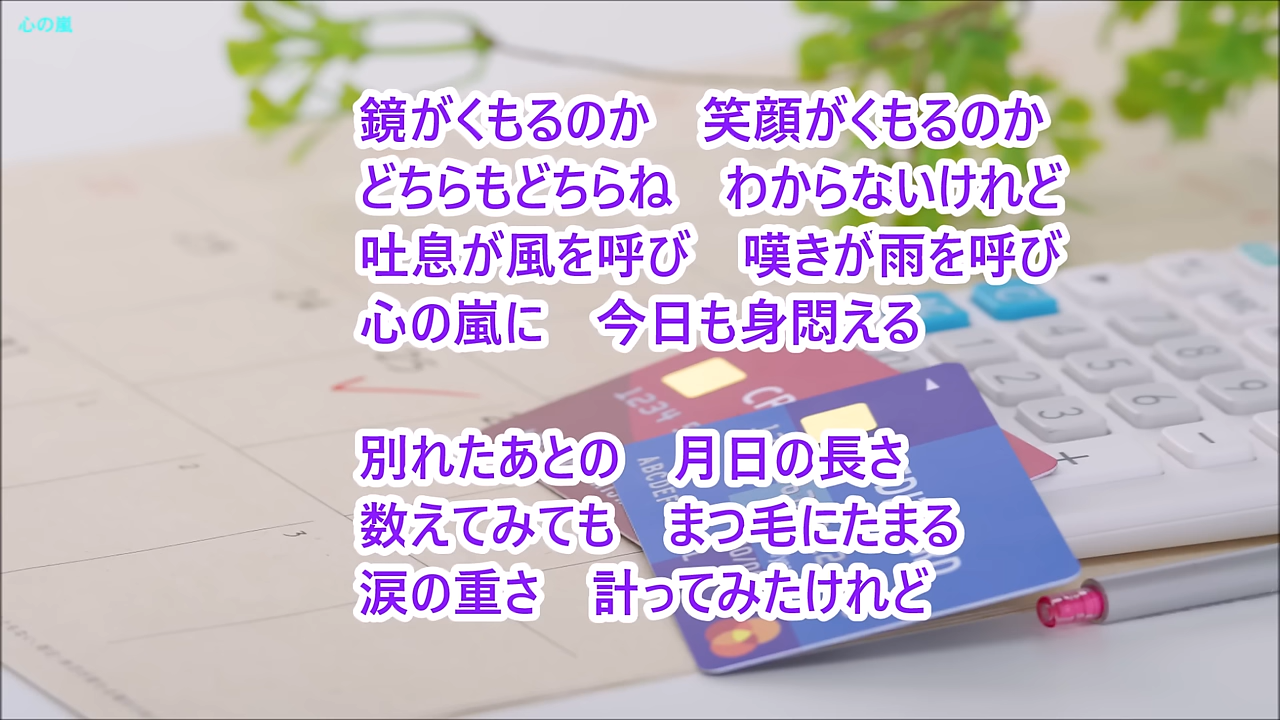 心の嵐
鏡がくもるのか　笑顔がくもるのか
どちらもどちらね　わからないけれど
吐息が風を呼び　嘆きが雨を呼び
心の嵐に　今日も身悶える
別れたあとの　月日の長さ
数えてみても　まつ毛にたまる
涙の重さ　計ってみたけれど
1234
ABCDEF